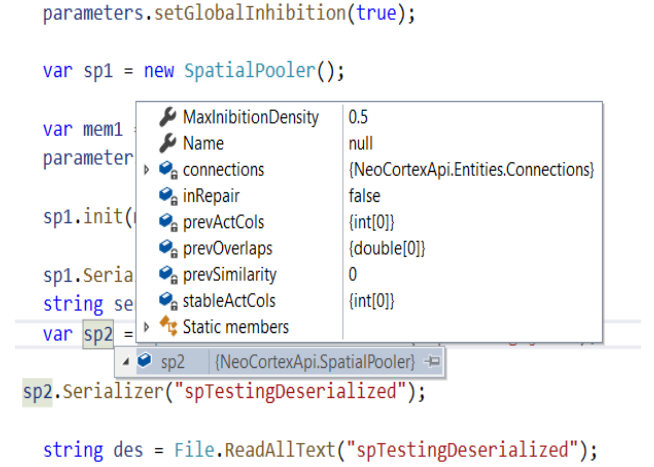 parameters.setGlobalInhibition(true);
var sp1 = new SpatialPooler();
var mem1 =
parameter
sp1.init(
sp1.Seria
string se
var sp2 =
MaxInibitionDensity 0.5
Name null
connections {NeoCortexApi.Entities.Connections}
inRepair false
prevActCols {int[0]}
prevOverlaps {double[0]}
prevSimilarity 0
stableActCols {int[0]}
Static members
sp2 {NeoCortexApi.SpatialPooler}
sp2.Serializer("spTestingDeserialized");
string des = File.ReadAllText("spTestingDeserialized");